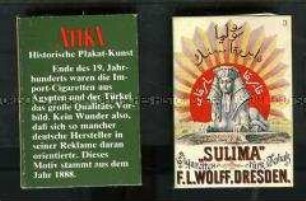 ATIKA
Historische Plakat-Kunst
Ende des 19. Jahr-
hunderts waren die Im-
port-Cigaretten aus
Ägypten und der Türkei
das große Qualitäts-Vor-
bild. Kein Wunder also,
daß sich so mancher
deutsche Hersteller in
seiner Reklame daran
orientierte. Dieses
Motiv stammt aus dem
Jahr 1888.
"SULIMA"
F.L.WOLFF, DRESDEN.